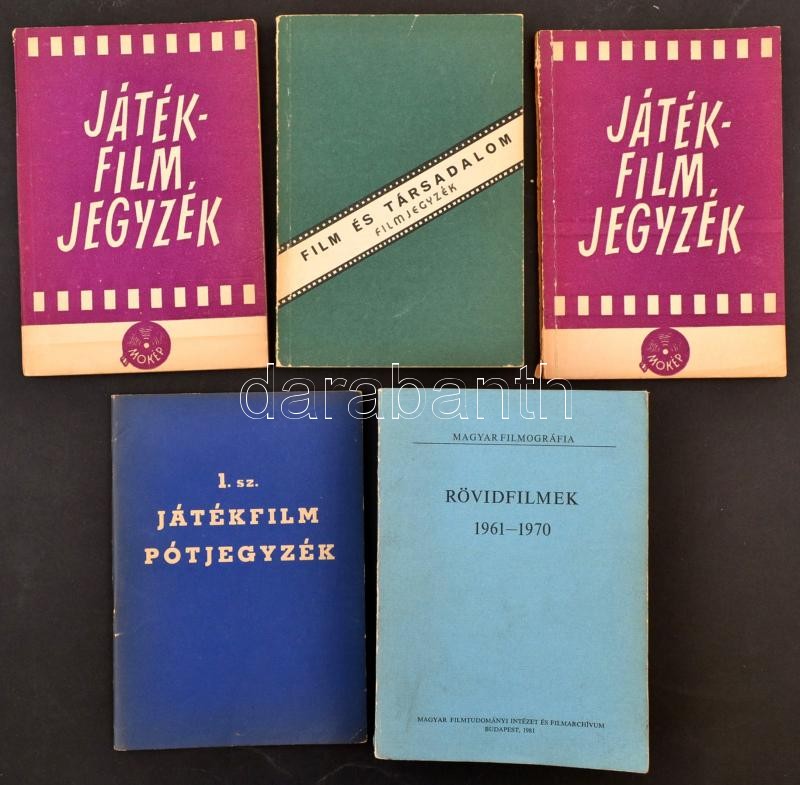 JÁTÉK-
FILM
JEGYZÉK
MOKÉP
FILM ÉS TÁRSADALOM
FILMJEGYZÉK
JÁTÉK-
FILM
JEGYZÉK
MOKÉP
darabanth
1. SZ.
JÁTÉKFILM
PÓTJEGYZÉK
MAGYAR FILMOGRÁFIA
RÖVIDFILMEK
1961—1970
MAGYAR FILMTUDOMÁNYI INTÉZET ÉS FILMARCHÍVUM
BUDAPEST, 1981